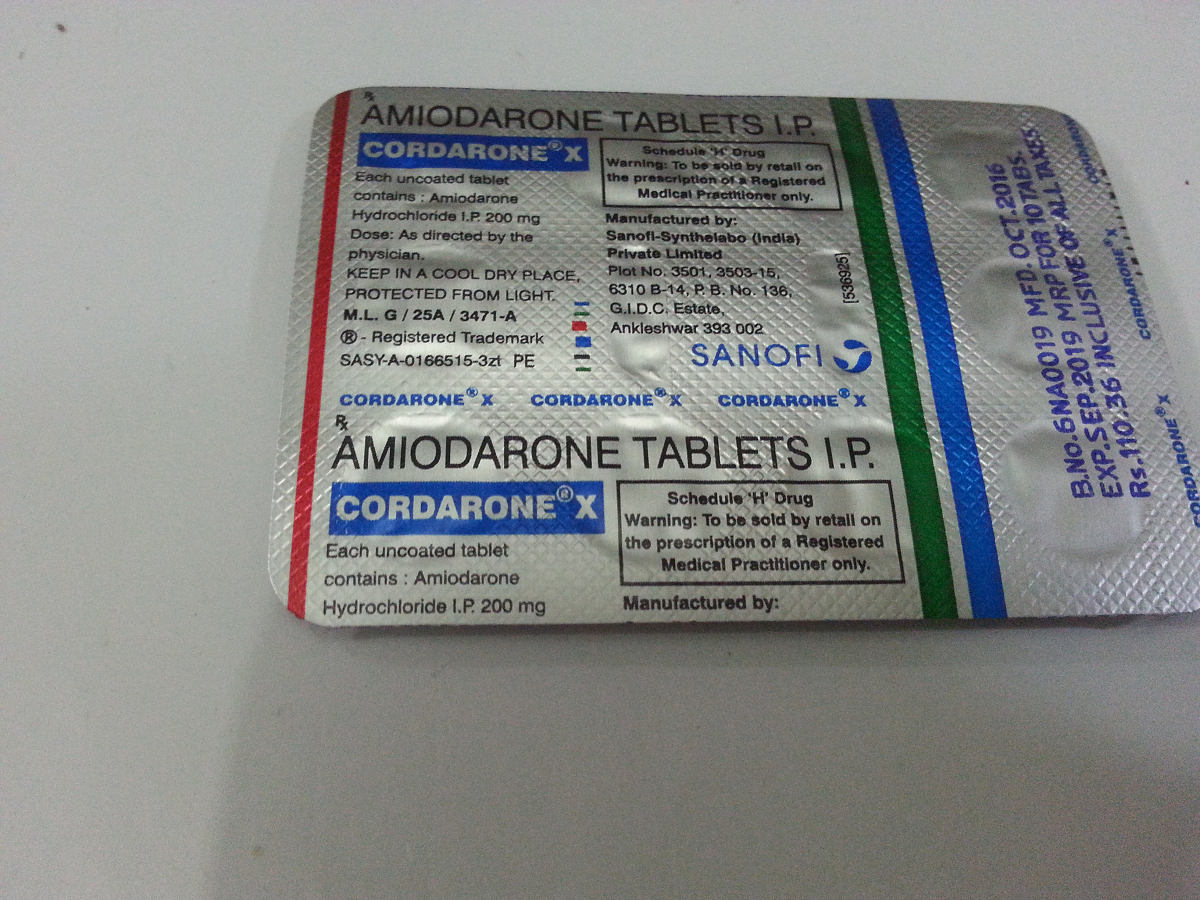 Rx
AMIODARONE TABLETS I.P.
CORDARONE® X
Each uncoated tablet
contains : Amiodarone
Hydrochloride I.P. 200 mg
Dose: As directed by the
physician.
KEEP IN A COOL DRY PLACE,
PROTECTED FROM LIGHT.
M.L. G / 25A / 3471-A
® - Registered Trademark
SASY-A-0166515-3zt PE
Schedule 'H' Drug
Warning: To be sold by retail on
the prescription of a Registered
Medical Practitioner only.
Manufactured by:
Sanofi-Synthelabo (India)
Private Limited
Plot No. 3501, 3503-15,
6310 B-14, P. B. No. 136,
G.I.D.C. Estate,
Ankleshwar 393 002
[536925]
SANOFI
CORDARONE® X CORDARONE® X CORDARONE® X
Rx
AMIODARONE TABLETS I.P.
CORDARONE® X
Each uncoated tablet
contains : Amiodarone
Hydrochloride I.P. 200 mg
Schedule 'H' Drug
Warning: To be sold by retail on
the prescription of a Registered
Medical Practitioner only.
Manufactured by:
B.No.6NA0019 MFD. OCT.2016
EXP.SEP.2019 MRP FOR 10 TABS.
Rs.110.36 INCLUSIVE OF ALL TAXES
CORDARONE
CORDARONE® X
CORDARONE® X